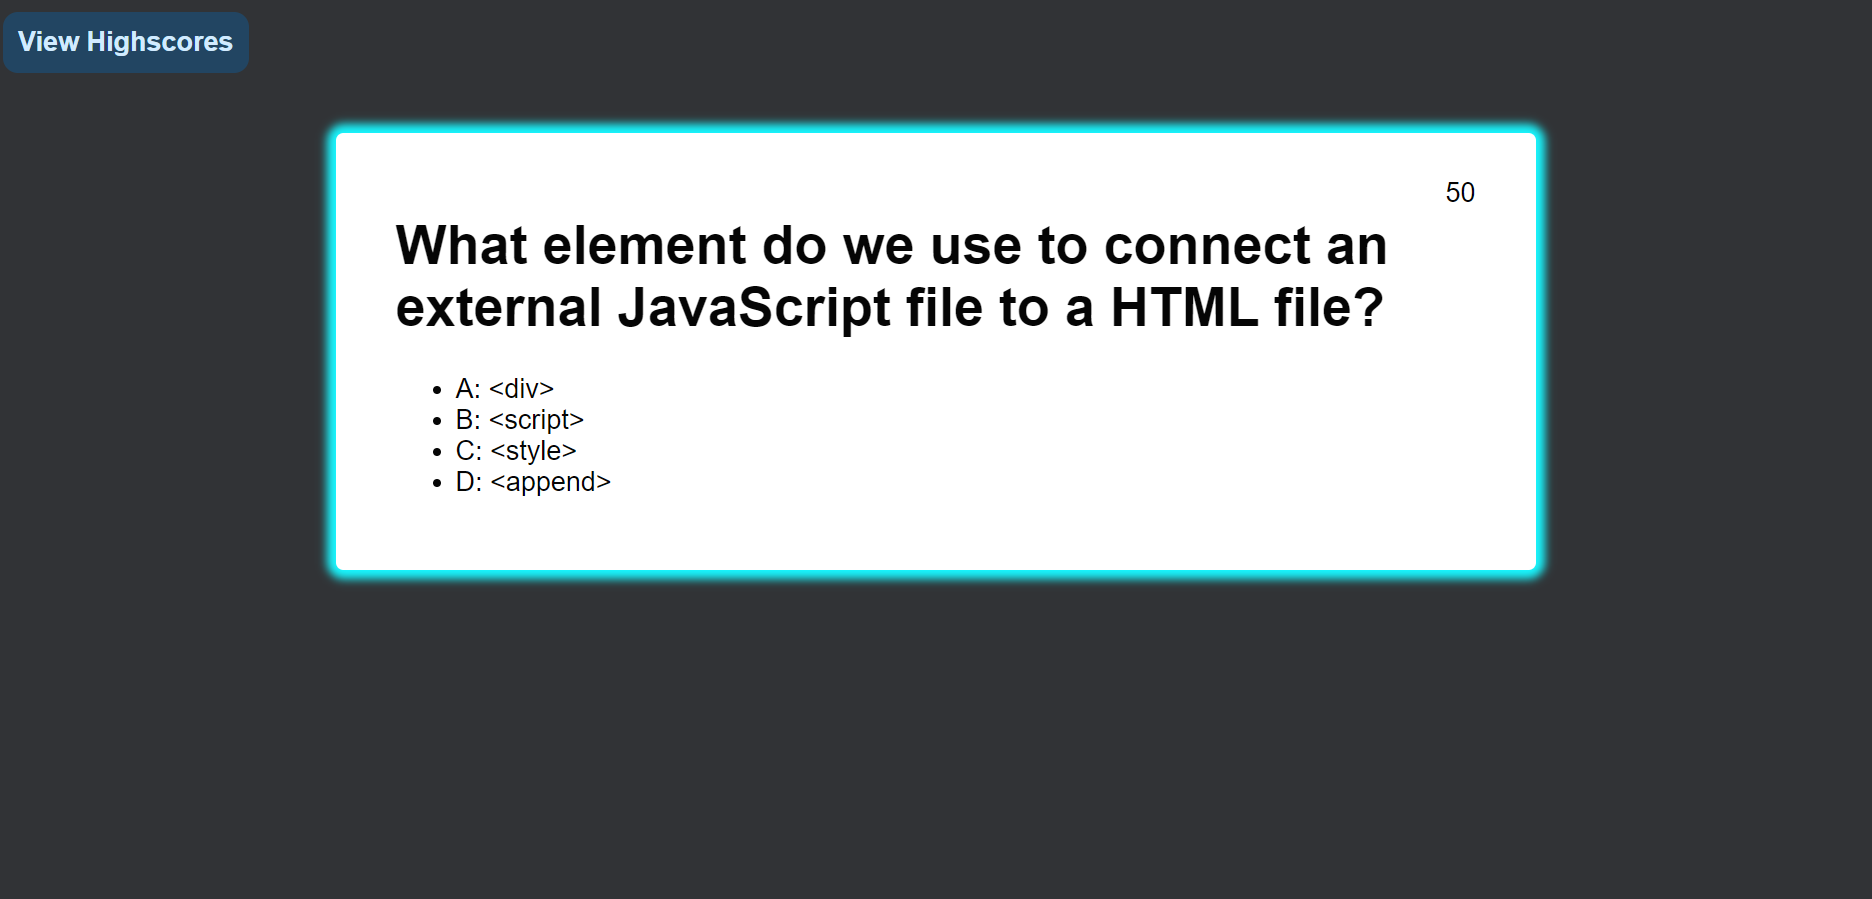 View Highscores
50
What element do we use to connect an
external JavaScript file to a HTML file?
• A: <div>
• B: <script>
• C: <style>
• D: <append>